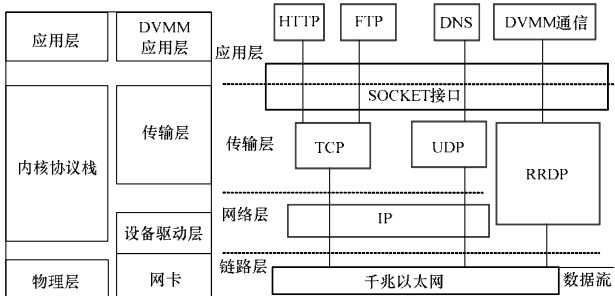 应用层
DVMM
应用层
HTTP
FTP
DNS
DVMM通信
应用层
SOCKET接口
内核协议栈
传输层
传输层
TCP
UDP
RRDP
网络层
IP
设备驱动层
链路层
物理层
网卡
千兆以太网
数据流